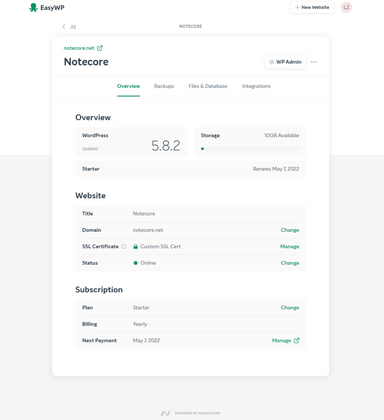 EasyWP
+ New Website
LZ
NOTECORE
notecore.net
Notecore
WP Admin
Overview Backups Files & Database Integrations
Overview
WordPress
Updated
5.8.2
Storage 10GB Available
Starter Renews May 7, 2022
Website
Title Notecore
Domain notecore.net Change
SSL Certificate Custom SSL Cert Manage
Status Online Change
Subscription
Plan Starter Change
Billing Yearly
Next Payment May 7, 2022 Manage
POWERED BY NAMECHEAP